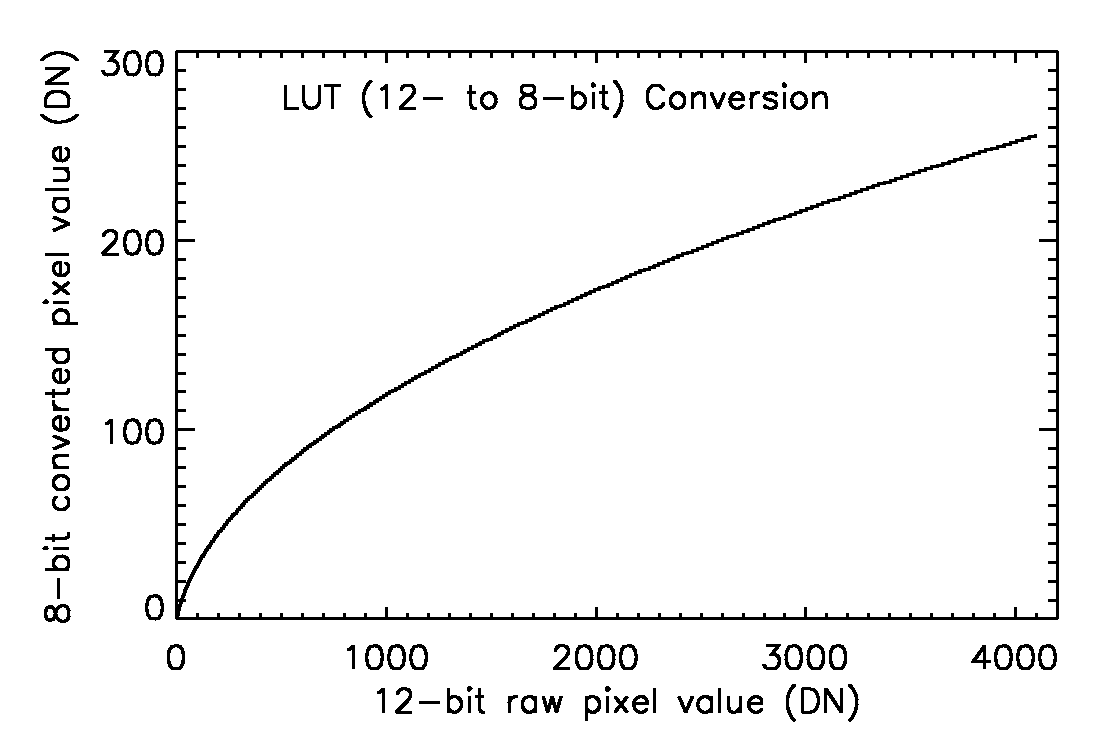 LUT (12- to 8-bit) Conversion
8-bit converted pixel value (DN)
300
200
100
0
0 1000 2000 3000 4000
12-bit raw pixel value (DN)